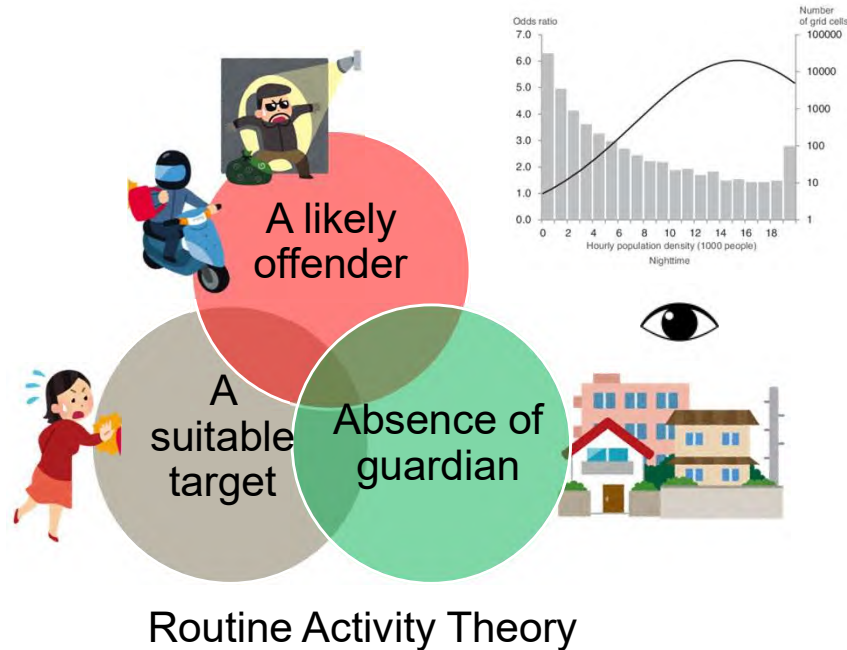 Odds ratio
Number
of grid cells
7.0
6.0
5.0
4.0
3.0
2.0
1.0
0.0
100000
10000
1000
100
10
1
0 2 4 6 8 10 12 14 16 18
Hourly population density (1000 people)
Nighttime
A likely
offender
A
suitable
target
Absence of
guardian
Routine Activity Theory